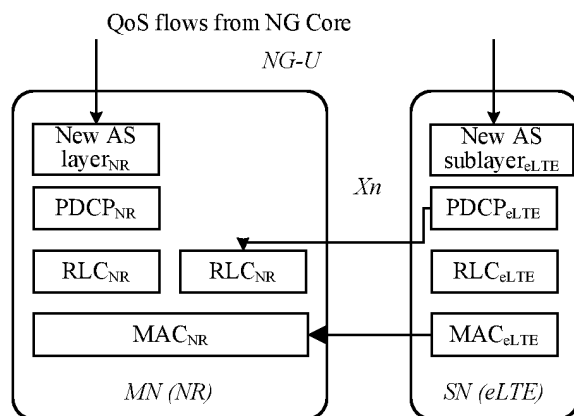 QoS flows from NG Core
NG-U
New AS
layerNR
New AS
sublayereLTE
Xn
PDCPNR
PDCPeLTE
RLCNR
RLCNR
RLCeLTE
MACNR
MACeLTE
MN (NR)
SN (eLTE)